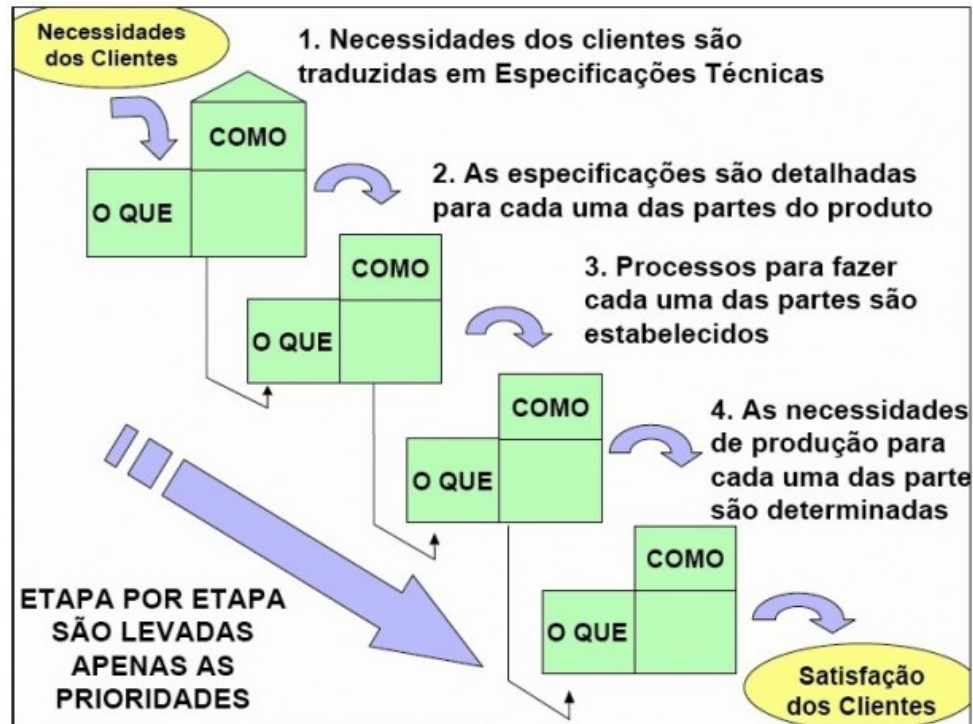 Necessidades
dos Clientes
1. Necessidades dos clientes são
traduzidas em Especificações Técnicas
COMO
O QUE
2. As especificações são detalhadas
para cada uma das partes do produto
COMO
O QUE
3. Processos para fazer
cada uma das partes são
estabelecidos
COMO
O QUE
4. As necessidades
de produção para
cada uma das parte
são determinadas
COMO
O QUE
ETAPA POR ETAPA
SÃO LEVADAS
APENAS AS
PRIORIDADES
Satisfação
dos Clientes